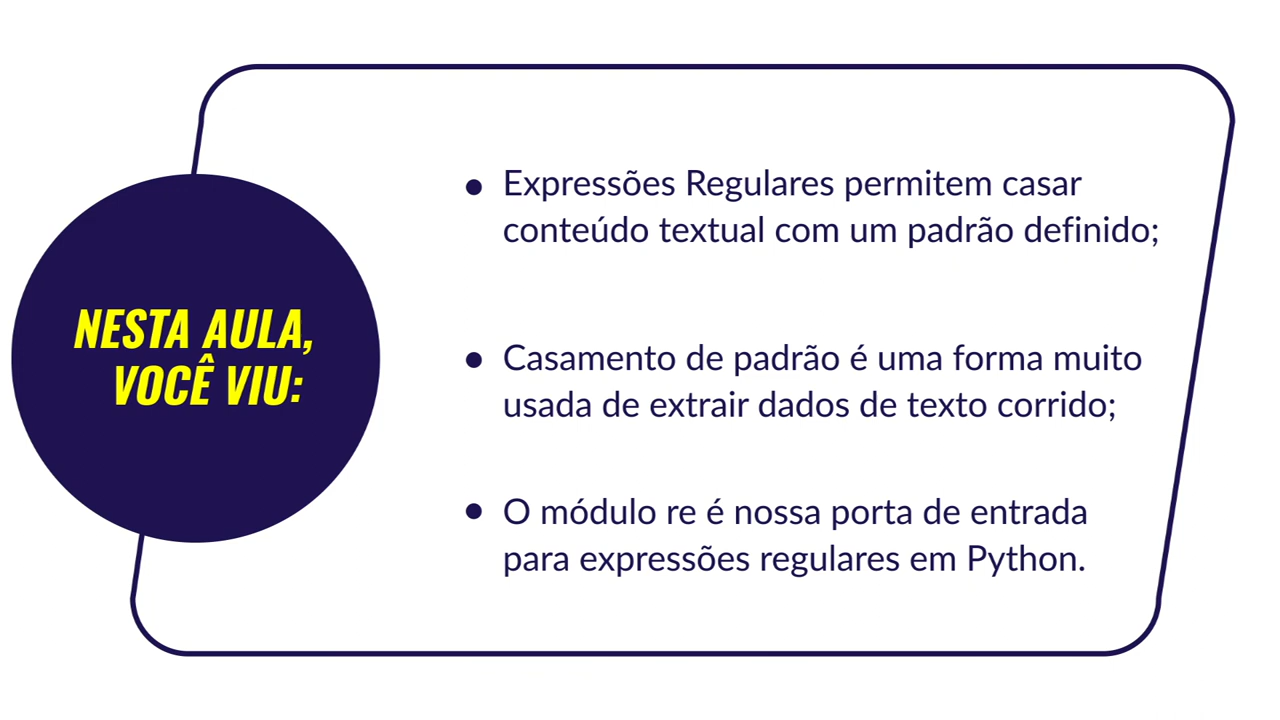 NESTA AULA,
VOCÊ VIU:
● Expressões Regulares permitem casar
conteúdo textual com um padrão definido;
● Casamento de padrão é uma forma muito
usada de extrair dados de texto corrido;
● O módulo re é nossa porta de entrada
para expressões regulares em Python.